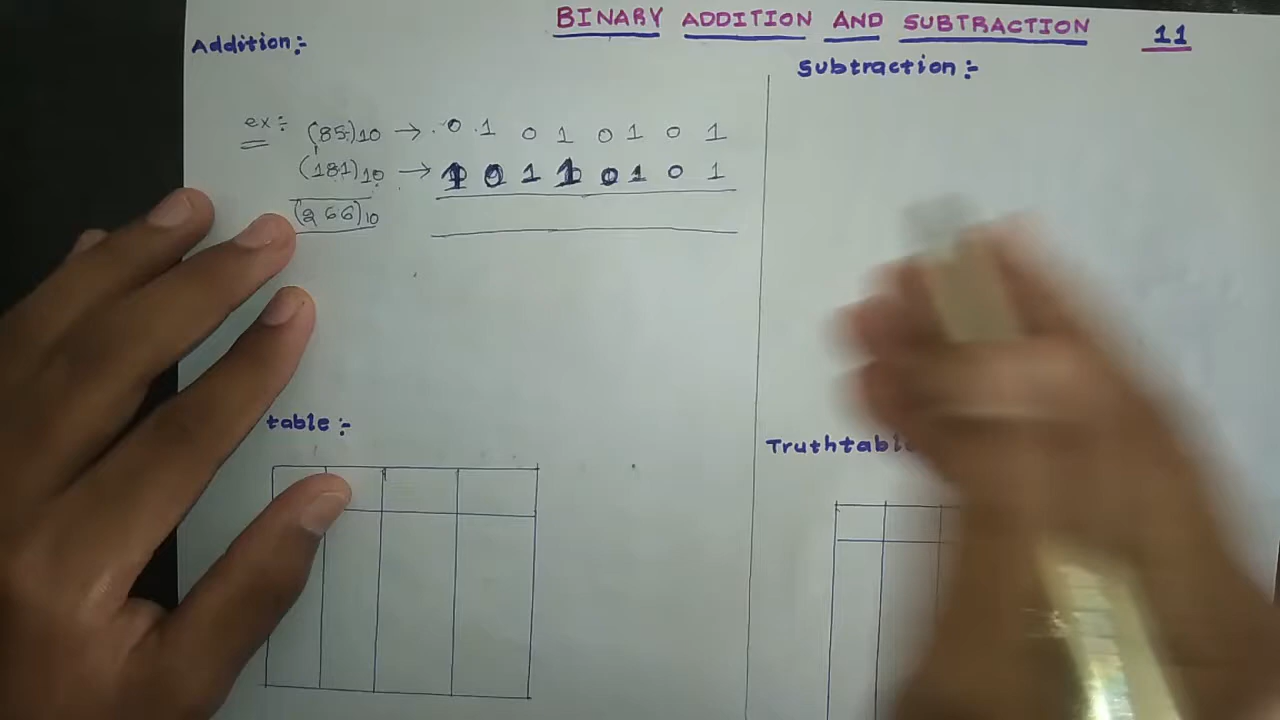 BINARY ADDITION AND SUBTRACTION 11
Addition:-
Subtraction:-
ex:- (85)10 → 0 1 0 1 0 1 0 1
(181)10 → 1 0 1 1 0 1 0 1
(266)10
table:-
Truthtable